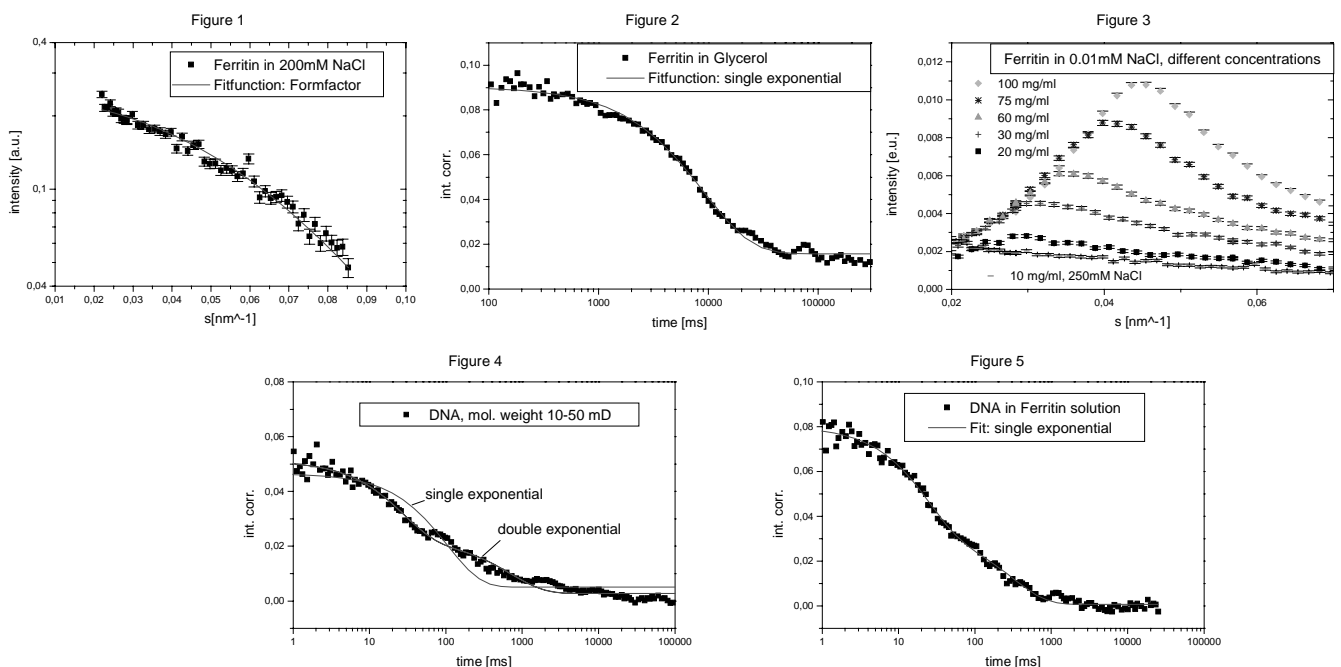 Figure 1
0,4
Ferritin in 200mM NaCl
Fitfunction: Formfactor
intensity [a.u.]
0,1
0,04
0,01 0,02 0,03 0,04 0,05 0,06 0,07 0,08 0,09 0,10
s[nm^-1]
Figure 2
Ferritin in Glycerol
Fitfunction: single exponential
0,10
0,08
0,06
0,04
0,02
0,00
int. corr.
100 1000 10000 100000
time [ms]
Figure 3
0,013
0,012
0,011
0,010
0,008
0,006
0,004
0,002
0,000
intensity [e.u.]
Ferritin in 0.01mM NaCl, different concentrations
100 mg/ml
75 mg/ml
60 mg/ml
30 mg/ml
20 mg/ml
10 mg/ml, 250mM NaCl
0,02 0,04 0,06
s [nm^-1]
Figure 4
0,08
0,06
0,04
0,02
0,00
int. corr.
DNA, mol. weight 10-50 mD
single exponential
double exponential
1 10 100 1000 10000 100000
time [ms]
Figure 5
0,10
0,08
0,06
0,04
0,02
0,00
int. corr.
DNA in Ferritin solution
Fit: single exponential
1 10 100 1000 10000 100000
time [ms]